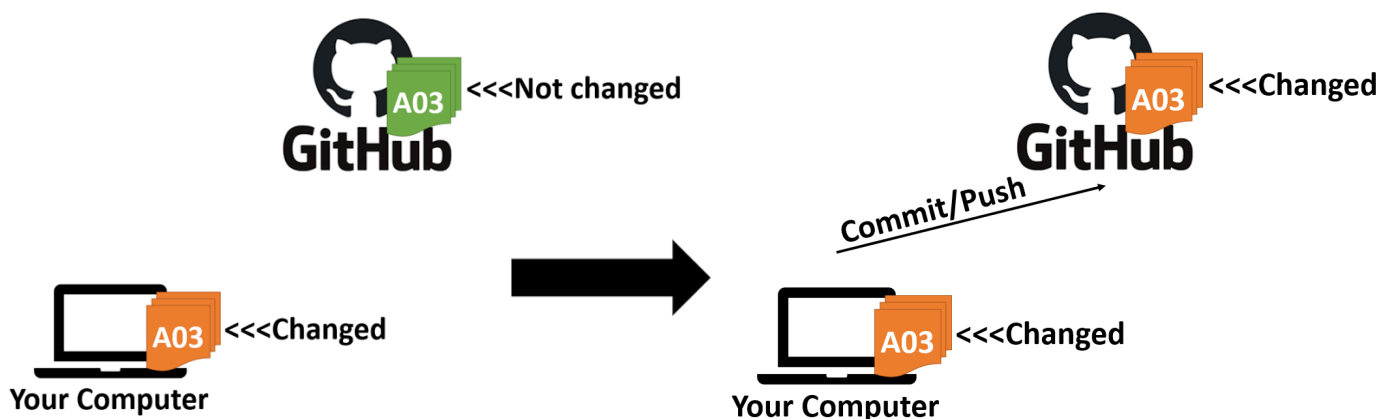 A03
<<<Not changed
GitHub
A03
<<<Changed
Your Computer
A03
<<<Changed
GitHub
Commit/Push
A03
<<<Changed
Your Computer